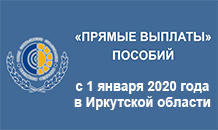 «ПРЯМЫЕ ВЫПЛАТЫ»
ПОСОБИЙ
с 1 января 2020 года
в Иркутской области